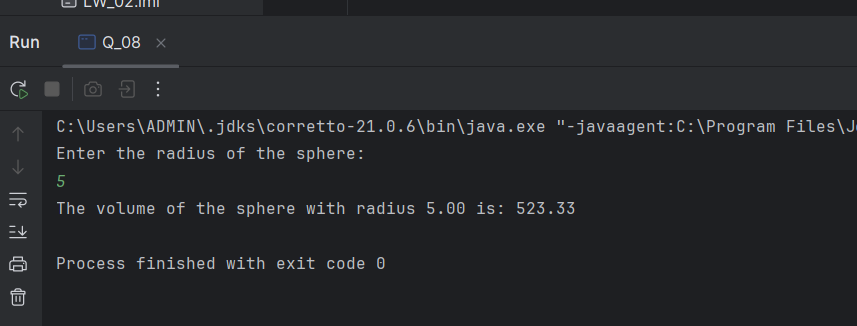 LW_02.iml
Run Q_08
C:\Users\ADMIN\.jdks\corretto-21.0.6\bin\java.exe "-javaagent:C:\Program Files\J
Enter the radius of the sphere:
5
The volume of the sphere with radius 5.00 is: 523.33
Process finished with exit code 0